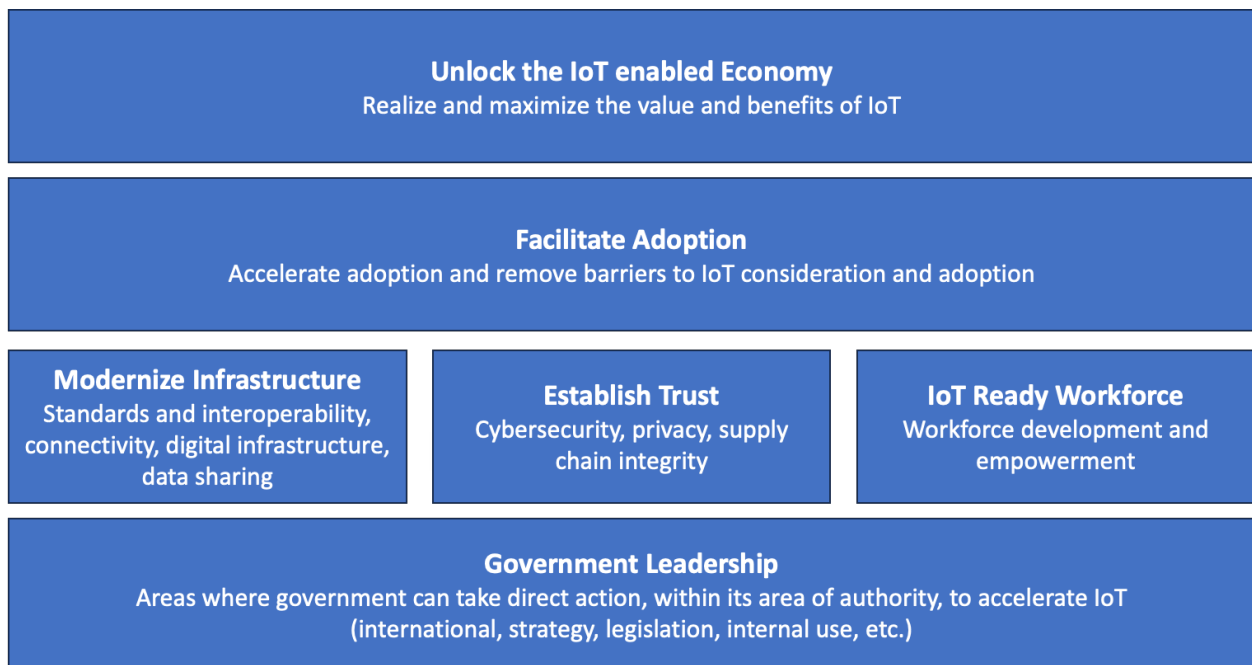 Unlock the IoT enabled Economy
Realize and maximize the value and benefits of IoT
Facilitate Adoption
Accelerate adoption and remove barriers to IoT consideration and adoption
Modernize Infrastructure
Standards and interoperability,
connectivity, digital infrastructure,
data sharing
Establish Trust
Cybersecurity, privacy, supply
chain integrity
IoT Ready Workforce
Workforce development and
empowerment
Government Leadership
Areas where government can take direct action, within its area of authority, to accelerate IoT
(international, strategy, legislation, internal use, etc.)